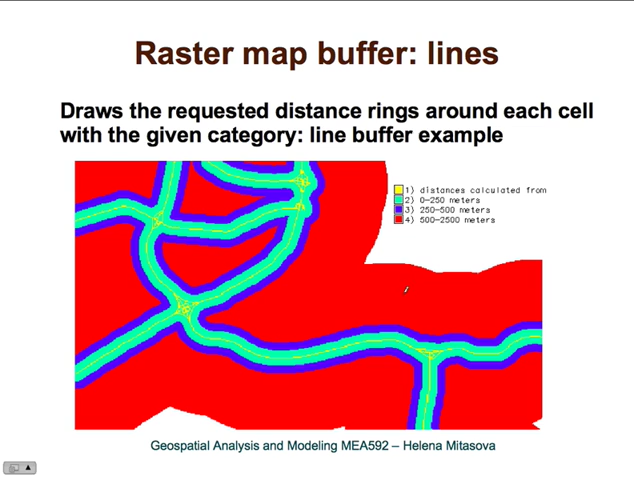 Raster map buffer: lines
Draws the requested distance rings around each cell
with the given category: line buffer example
1) distances calculated from
2) 0-250 meters
3) 250-500 meters
4) 500-2500 meters
Geospatial Analysis and Modeling MEA592 – Helena Mitasova